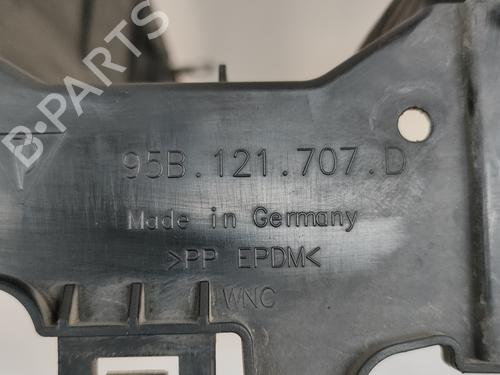 B-PARTS
95B.121.707.D
Made in Germany
>PP EPDM<
WNC